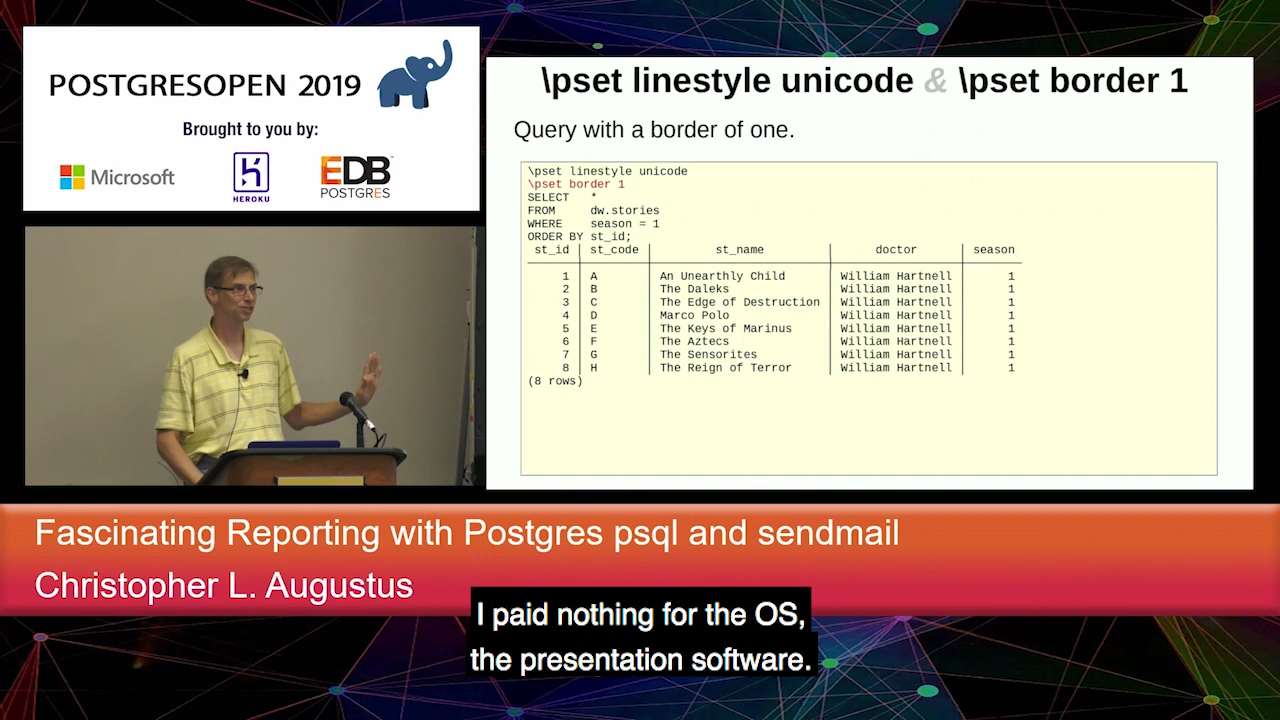 POSTGRESOPEN 2019
Brought to you by:
Microsoft
HEROKU
EDB
POSTGRES
\pset linestyle unicode & \pset border 1
Query with a border of one.
\pset linestyle unicode
\pset border 1
SELECT *
FROM dw.stories
WHERE season = 1
ORDER BY st_id;
st_id │ st_code │ st_name │ doctor │ season
1 │ A │ An Unearthly Child │ William Hartnell │ 1
2 │ B │ The Daleks │ William Hartnell │ 1
3 │ C │ The Edge of Destruction │ William Hartnell │ 1
4 │ D │ Marco Polo │ William Hartnell │ 1
5 │ E │ The Keys of Marinus │ William Hartnell │ 1
6 │ F │ The Aztecs │ William Hartnell │ 1
7 │ G │ The Sensorites │ William Hartnell │ 1
8 │ H │ The Reign of Terror │ William Hartnell │ 1
(8 rows)
Fascinating Reporting with Postgres psql and sendmail
Christopher L. Augustus
I paid nothing for the OS,
the presentation software.